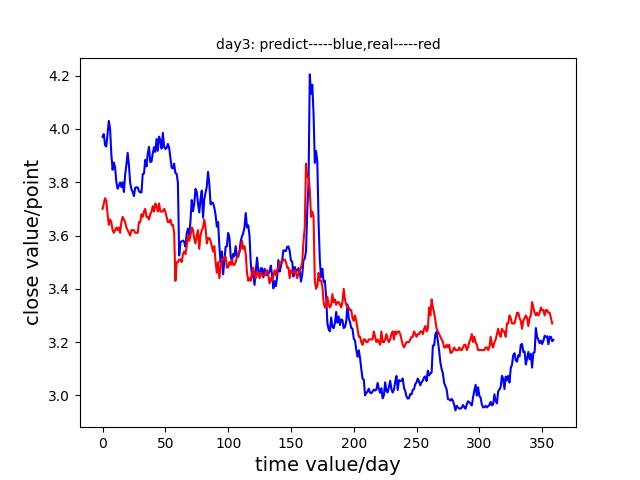 day3: predict-----blue,real-----red
4.2
4.0
3.8
3.6
3.4
3.2
3.0
close value/point
0 50 100 150 200 250 300 350
time value/day